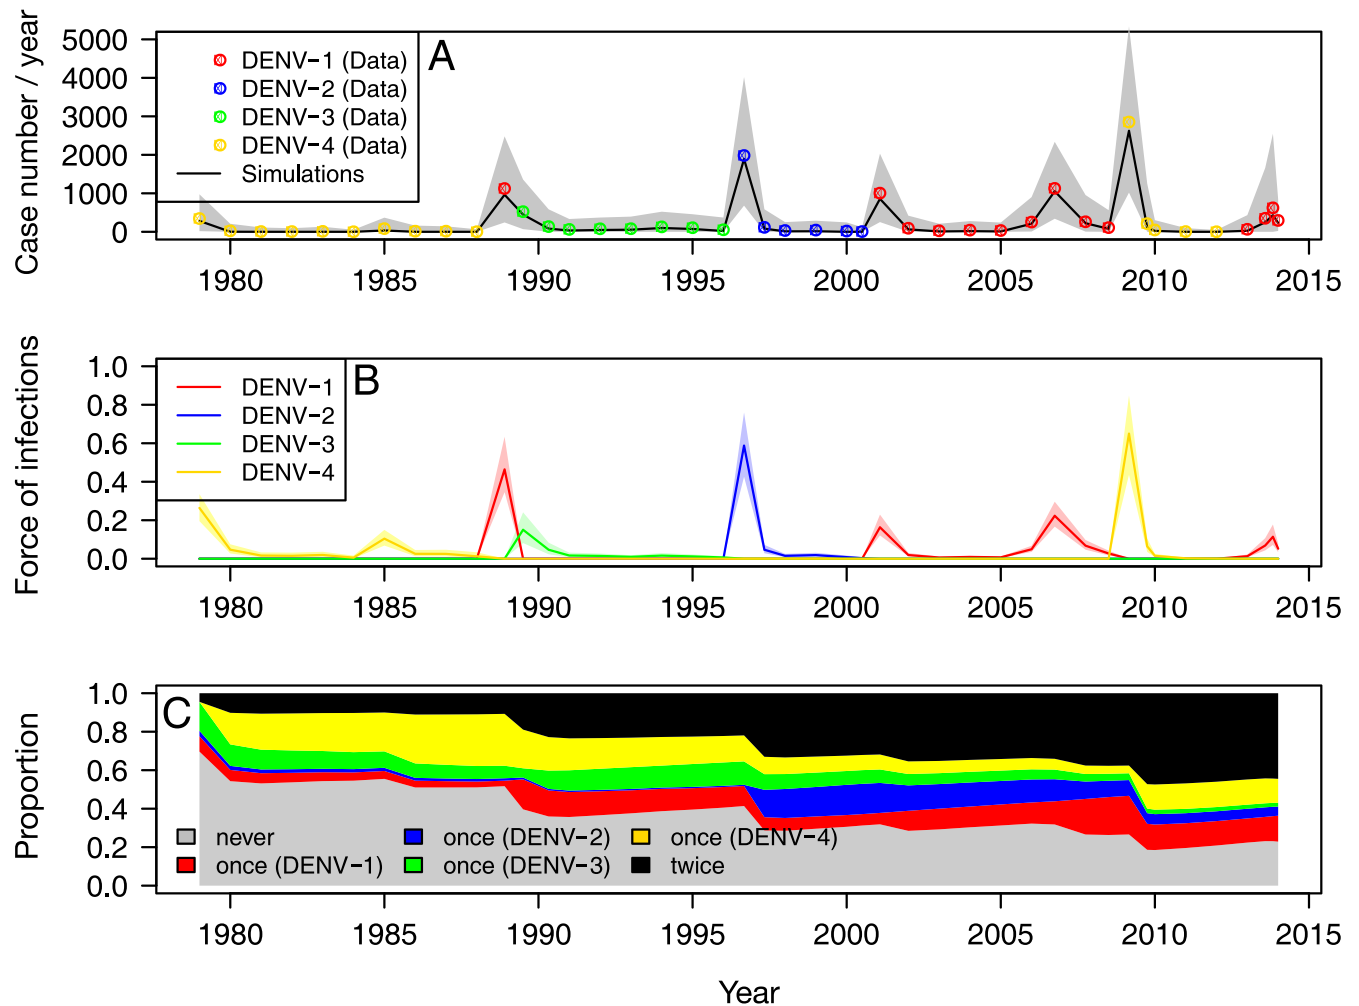 A
Case number / year
5000
4000
3000
2000
1000
0
DENV−1 (Data)
DENV−2 (Data)
DENV−3 (Data)
DENV−4 (Data)
Simulations
1980 1985 1990 1995 2000 2005 2010 2015
B
Force of infections
1.0
0.8
0.6
0.4
0.2
0.0
DENV−1
DENV−2
DENV−3
DENV−4
1980 1985 1990 1995 2000 2005 2010 2015
C
Proportion
1.0
0.8
0.6
0.4
0.2
0.0
never once (DENV−2) once (DENV−4)
once (DENV−1) once (DENV−3) twice
1980 1985 1990 1995 2000 2005 2010 2015
Year